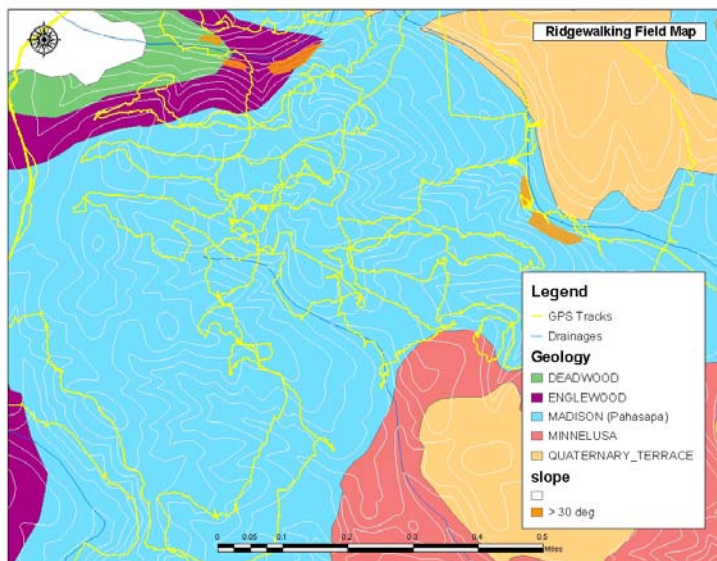 Ridgewalking Field Map
Legend
GPS Tracks
Drainages
Geology
DEADWOOD
ENGLEWOOD
MADISON (Pahasapa)
MINNELUSA
QUATERNARY_TERRACE
slope
> 30 deg
0 0.05 0.1 0.2 0.3 0.4 0.5
Miles